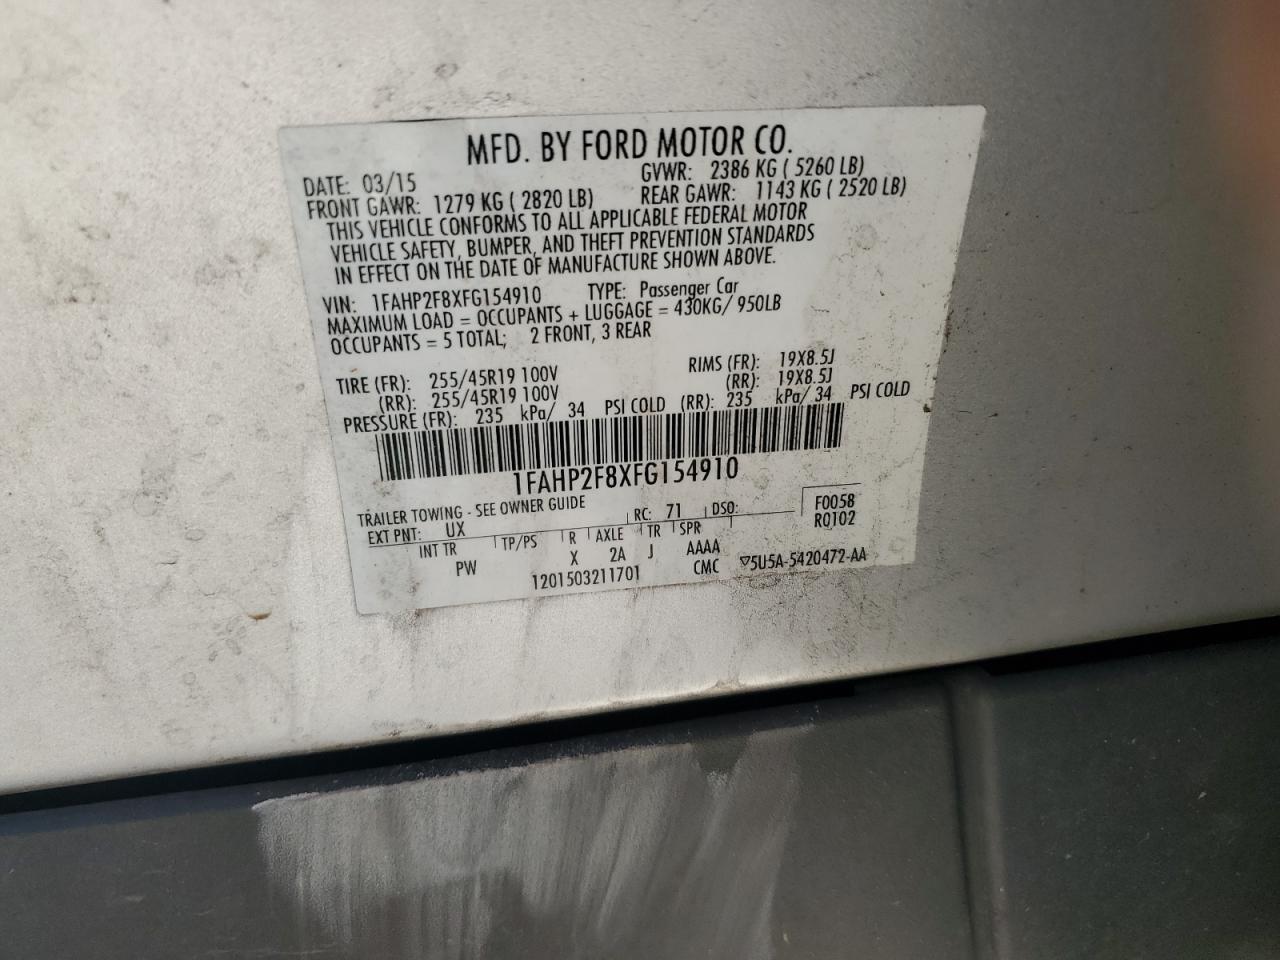 MFD. BY FORD MOTOR CO.
DATE: 03/15 GVWR: 2386 KG ( 5260 LB)
FRONT GAWR: 1279 KG ( 2820 LB) REAR GAWR: 1143 KG ( 2520 LB)
THIS VEHICLE CONFORMS TO ALL APPLICABLE FEDERAL MOTOR
VEHICLE SAFETY, BUMPER, AND THEFT PREVENTION STANDARDS
IN EFFECT ON THE DATE OF MANUFACTURE SHOWN ABOVE.
VIN: 1FAHP2F8XFG154910 TYPE: Passenger Car
MAXIMUM LOAD = OCCUPANTS + LUGGAGE = 430KG/ 950LB
OCCUPANTS = 5 TOTAL; 2 FRONT, 3 REAR
TIRE (FR): 255/45R19 100V RIMS (FR): 19X8.5J
(RR): 255/45R19 100V (RR): 19X8.5J
PRESSURE (FR): 235 kPa/ 34 PSI COLD (RR): 235 kPa/ 34 PSI COLD
1FAHP2F8XFG154910
TRAILER TOWING - SEE OWNER GUIDE
EXT PNT: UX RC: 71 DSO: F0058
R0102
INT TR TP/PS R AXLE TR SPR
PW X 2A J AAAA
1201503211701 CMC ▽5U5A-5420472-AA